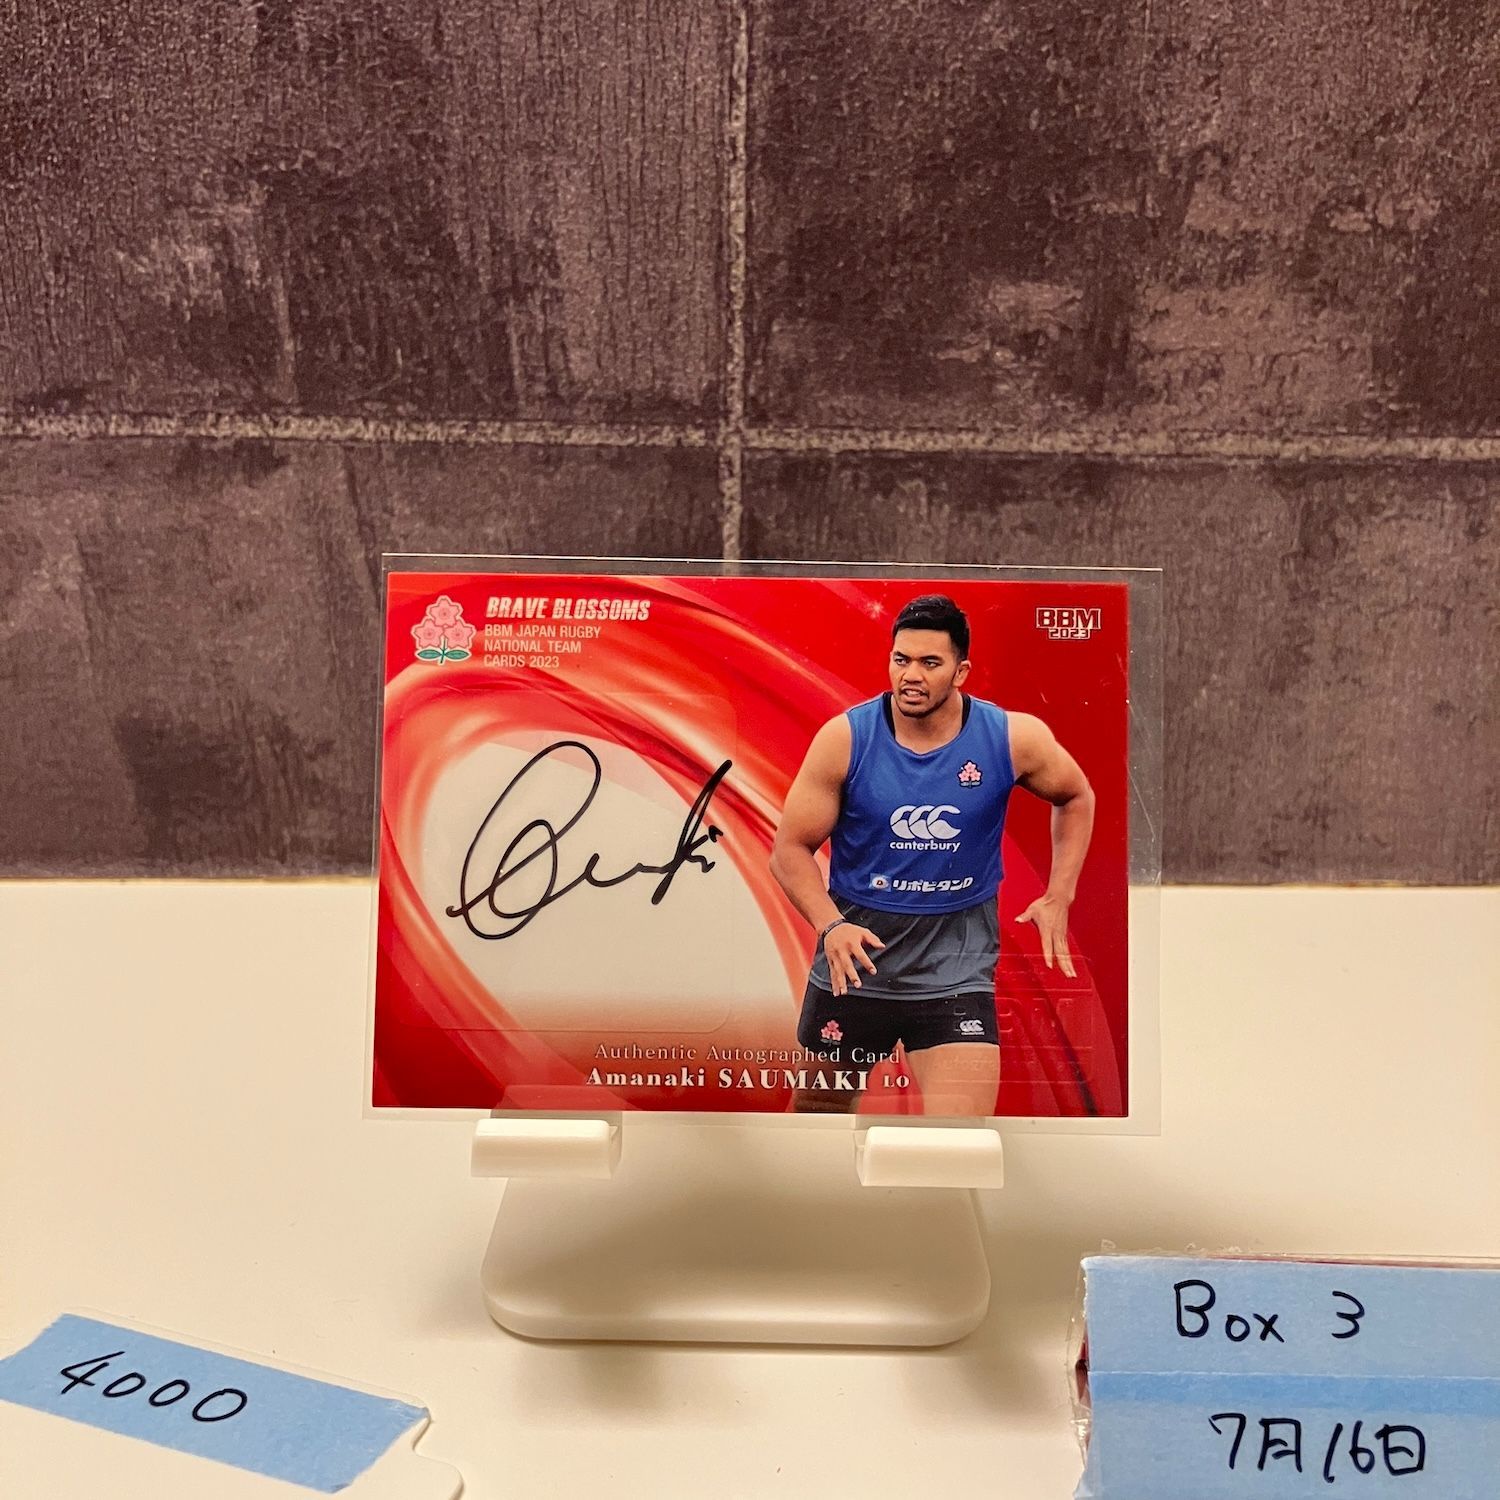 BRAVE BLOSSOMS
BBM JAPAN RUGBY
NATIONAL TEAM
CARDS 2023
BBM
2023
canterbury
リポビタンD
Authentic Autographed Card
Amanaki SAUMAKI LO
4000
Box 3
7月16日